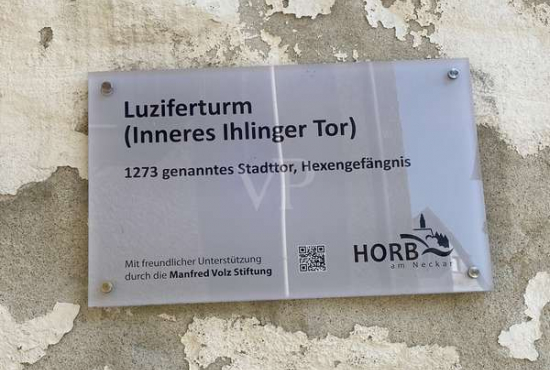 Luziferturm
(Inneres Ihlinger Tor)
1273 genanntes Stadttor, Hexengefängnis
VP
Mit freundlicher Unterstützung
durch die Manfred Volz Stiftung
HORB
am Neckar